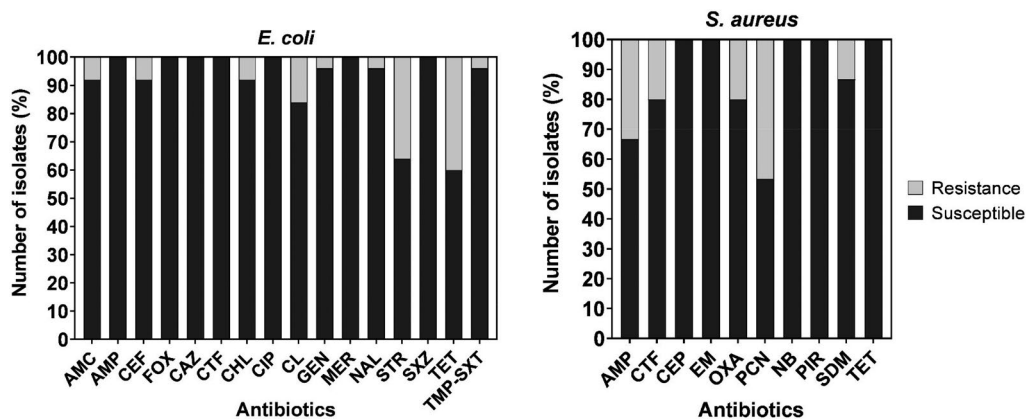 E. coli
Number of isolates (%)
100
90
80
70
60
50
40
30
20
10
0
AMC AMP CEF FOX CAZ CTF CHL CIP CL GEN MER NAL STR SXZ TET TMP-SXT
Antibiotics
S. aureus
Number of isolates (%)
100
90
80
70
60
50
40
30
20
10
0
AMP CTF CEP EM OXA PCN NB PIR SDM TET
Antibiotics
Resistance
Susceptible